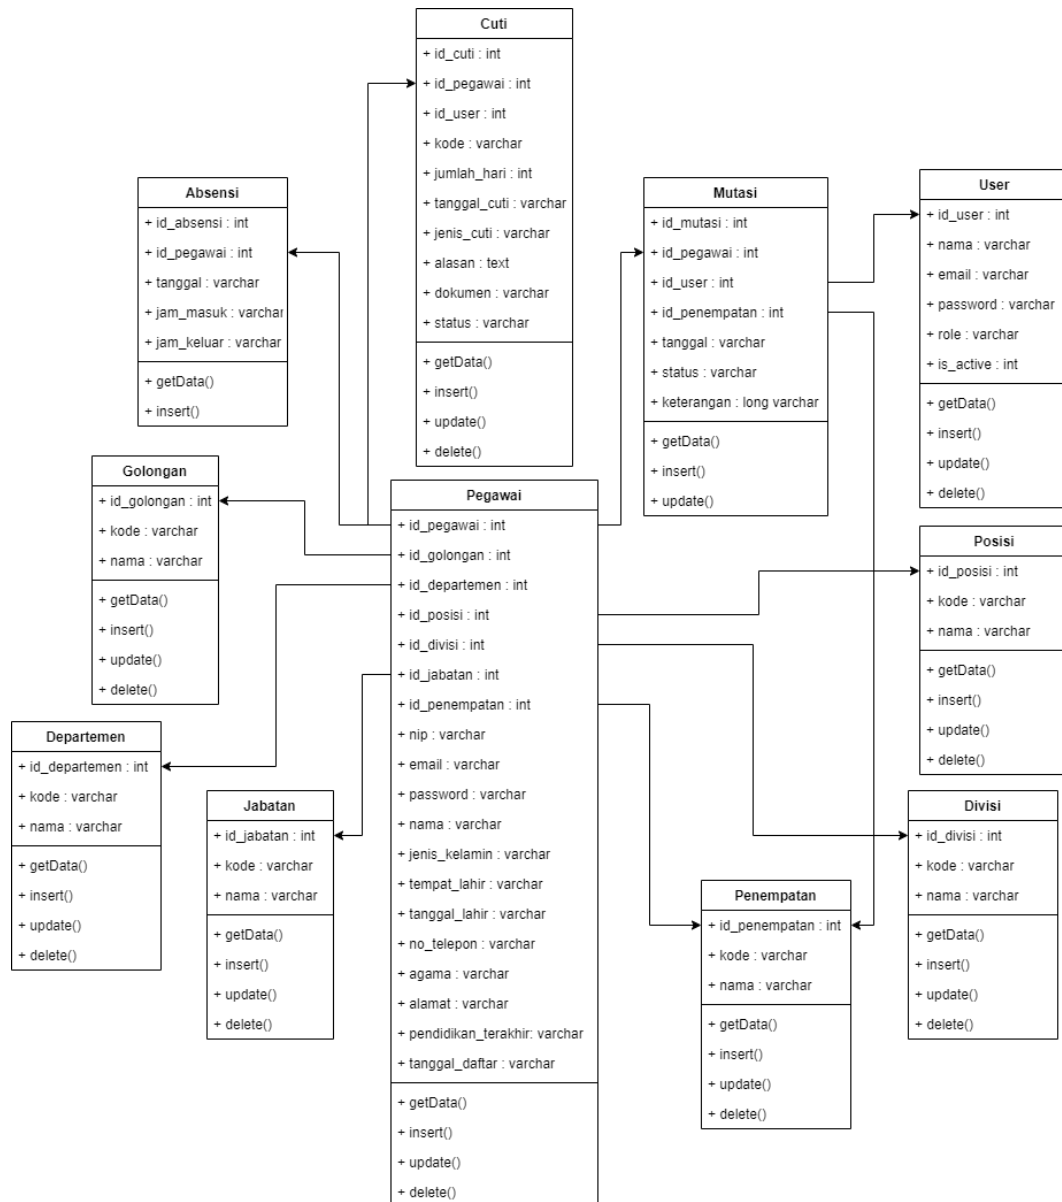 Cuti
+ id_cuti : int
+ id_pegawai : int
+ id_user : int
+ kode : varchar
+ jumlah_hari : int
+ tanggal_cuti : varchar
+ jenis_cuti : varchar
+ alasan : text
+ dokumen : varchar
+ status : varchar
+ getData()
+ insert()
+ update()
+ delete()
Absensi
+ id_absensi : int
+ id_pegawai : int
+ tanggal : varchar
+ jam_masuk : varchar
+ jam_keluar : varchar
+ getData()
+ insert()
Mutasi
+ id_mutasi : int
+ id_pegawai : int
+ id_user : int
+ id_penempatan : int
+ tanggal : varchar
+ status : varchar
+ keterangan : long varchar
+ getData()
+ insert()
+ update()
User
+ id_user : int
+ nama : varchar
+ email : varchar
+ password : varchar
+ role : varchar
+ is_active : int
+ getData()
+ insert()
+ update()
+ delete()
Golongan
+ id_golongan : int
+ kode : varchar
+ nama : varchar
+ getData()
+ insert()
+ update()
+ delete()
Pegawai
+ id_pegawai : int
+ id_golongan : int
+ id_departemen : int
+ id_posisi : int
+ id_divisi : int
+ id_jabatan : int
+ id_penempatan : int
+ nip : varchar
+ email : varchar
+ password : varchar
+ nama : varchar
+ jenis_kelamin : varchar
+ tempat_lahir : varchar
+ tanggal_lahir : varchar
+ no_telepon : varchar
+ agama : varchar
+ alamat : varchar
+ pendidikan_terakhir: varchar
+ tanggal_daftar : varchar
+ getData()
+ insert()
+ update()
+ delete()
Posisi
+ id_posisi : int
+ kode : varchar
+ nama : varchar
+ getData()
+ insert()
+ update()
+ delete()
Departemen
+ id_departemen : int
+ kode : varchar
+ nama : varchar
+ getData()
+ insert()
+ update()
+ delete()
Jabatan
+ id_jabatan : int
+ kode : varchar
+ nama : varchar
+ getData()
+ insert()
+ update()
+ delete()
Divisi
+ id_divisi : int
+ kode : varchar
+ nama : varchar
+ getData()
+ insert()
+ update()
+ delete()
Penempatan
+ id_penempatan : int
+ kode : varchar
+ nama : varchar
+ getData()
+ insert()
+ update()
+ delete()